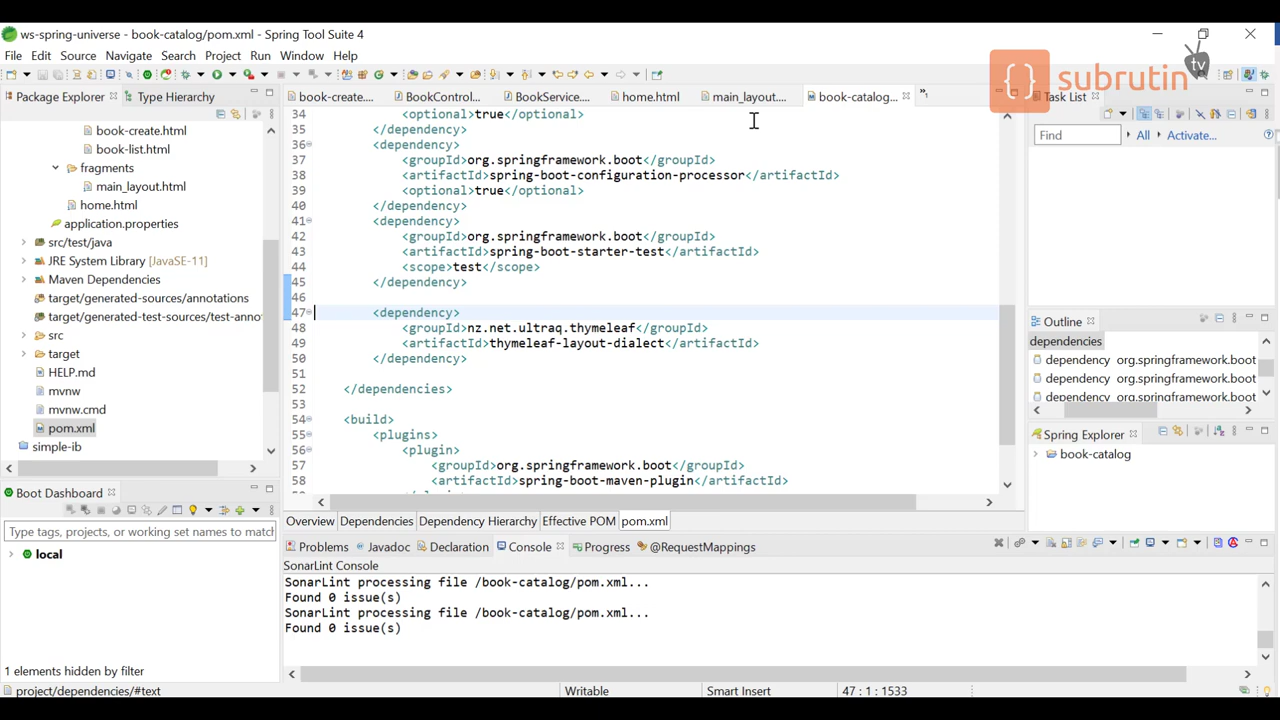 ws-spring-universe - book-catalog/pom.xml - Spring Tool Suite 4
File Edit Source Navigate Search Project Run Window Help
{} subrutin tv
Package Explorer Type Hierarchy
book-create.... BookControl... BookService.... home.html main_layout.... book-catalog... »1
Task List
book-create.html
book-list.html
fragments
main_layout.html
home.html
application.properties
src/test/java
JRE System Library [JavaSE-11]
Maven Dependencies
target/generated-sources/annotations
target/generated-test-sources/test-anno
src
target
HELP.md
mvnw
mvnw.cmd
pom.xml
simple-ib
34 <optional>true</optional>
35 </dependency>
36 <dependency>
37 <groupId>org.springframework.boot</groupId>
38 <artifactId>spring-boot-configuration-processor</artifactId>
39 <optional>true</optional>
40 </dependency>
41 <dependency>
42 <groupId>org.springframework.boot</groupId>
43 <artifactId>spring-boot-starter-test</artifactId>
44 <scope>test</scope>
45 </dependency>
46
47 <dependency>
48 <groupId>nz.net.ultraq.thymeleaf</groupId>
49 <artifactId>thymeleaf-layout-dialect</artifactId>
50 </dependency>
51
52 </dependencies>
53
54 <build>
55 <plugins>
56 <plugin>
57 <groupId>org.springframework.boot</groupId>
58 <artifactId>spring-boot-maven-plugin</artifactId>
Find All Activate...
Outline
dependencies
dependency org.springframework.boot
dependency org.springframework.boot
dependency org.springframework.boot
Spring Explorer
book-catalog
Boot Dashboard
Type tags, projects, or working set names to match
local
1 elements hidden by filter
Overview Dependencies Dependency Hierarchy Effective POM pom.xml
Problems Javadoc Declaration Console Progress @RequestMappings
SonarLint Console
SonarLint processing file /book-catalog/pom.xml...
Found 0 issue(s)
SonarLint processing file /book-catalog/pom.xml...
Found 0 issue(s)
project/dependencies/#text Writable Smart Insert 47 : 1 : 1533